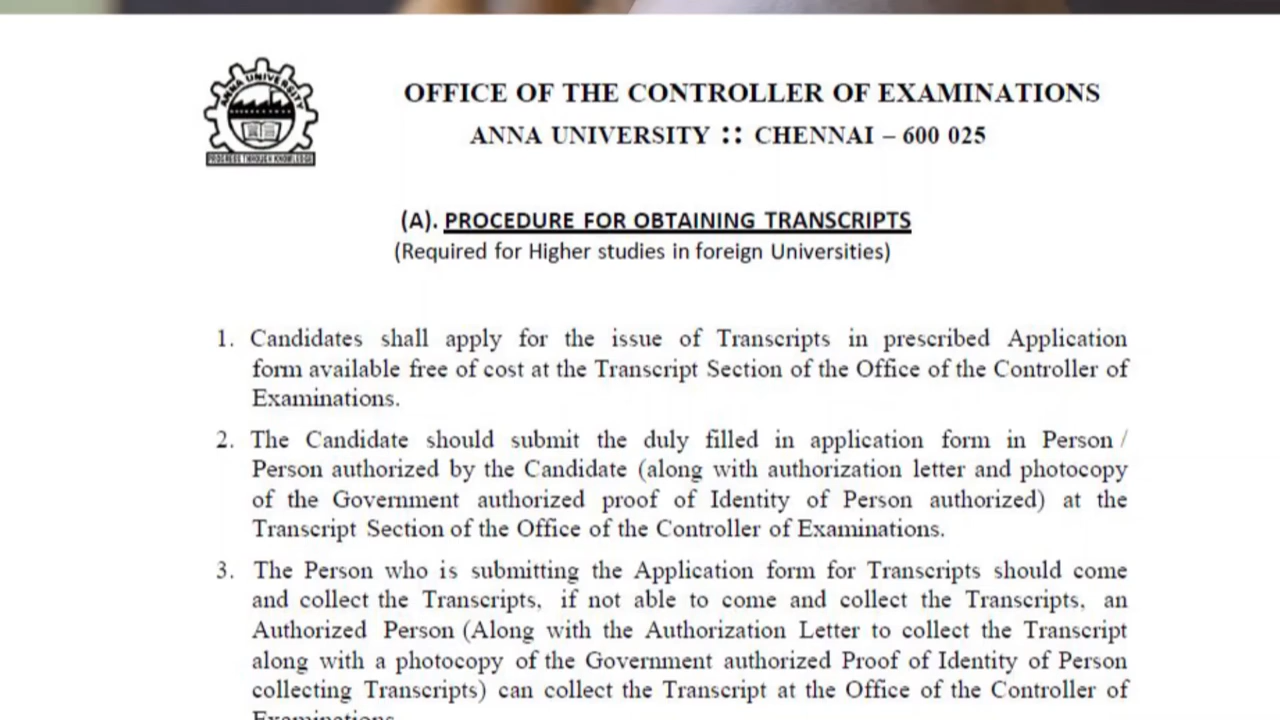 ANNA UNIVERSITY
PROGRESS THROUGH KNOWLEDGE
OFFICE OF THE CONTROLLER OF EXAMINATIONS
ANNA UNIVERSITY :: CHENNAI – 600 025
(A). PROCEDURE FOR OBTAINING TRANSCRIPTS
(Required for Higher studies in foreign Universities)
1. Candidates shall apply for the issue of Transcripts in prescribed Application
form available free of cost at the Transcript Section of the Office of the Controller of
Examinations.
2. The Candidate should submit the duly filled in application form in Person /
Person authorized by the Candidate (along with authorization letter and photocopy
of the Government authorized proof of Identity of Person authorized) at the
Transcript Section of the Office of the Controller of Examinations.
3. The Person who is submitting the Application form for Transcripts should come
and collect the Transcripts, if not able to come and collect the Transcripts, an
Authorized Person (Along with the Authorization Letter to collect the Transcript
along with a photocopy of the Government authorized Proof of Identity of Person
collecting Transcripts) can collect the Transcript at the Office of the Controller of
Examinations.